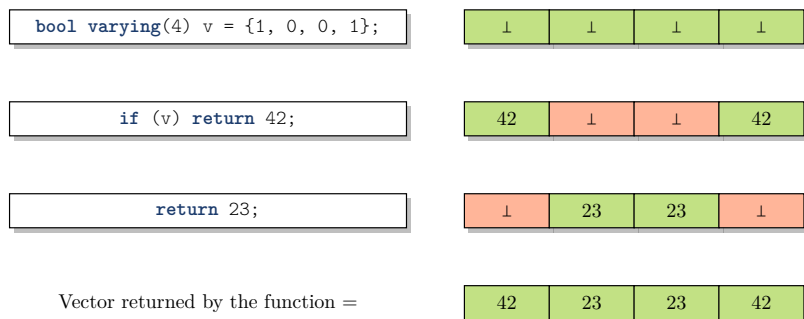 bool varying(4) v = {1, 0, 0, 1}; ⊥ ⊥ ⊥ ⊥
if (v) return 42; 42 ⊥ ⊥ 42
return 23; ⊥ 23 23 ⊥
Vector returned by the function = 42 23 23 42